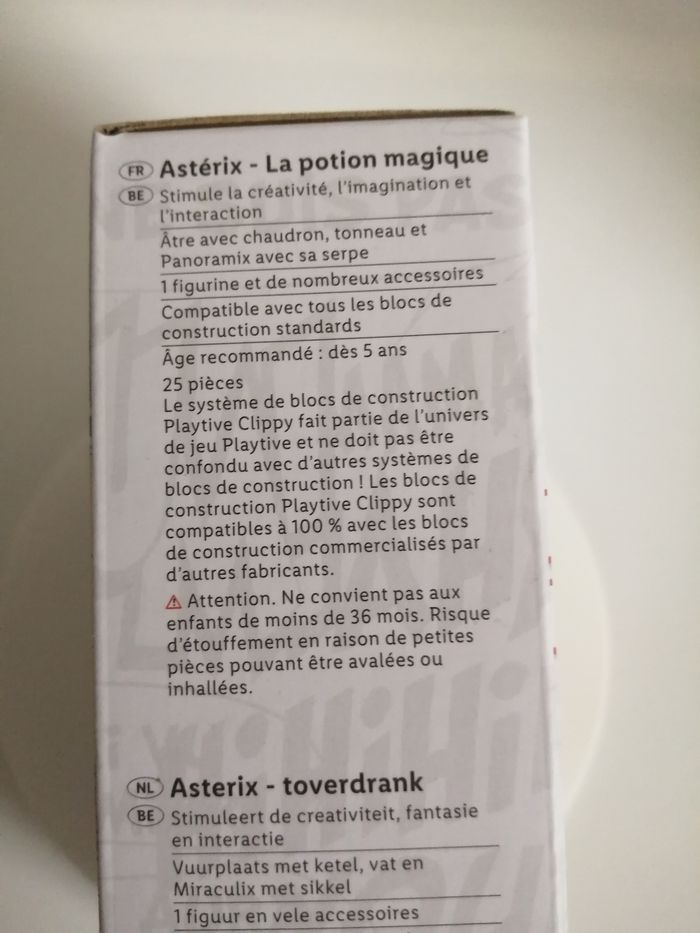 FR Astérix - La potion magique
BE Stimule la créativité, l'imagination et
l'interaction
Âtre avec chaudron, tonneau et
Panoramix avec sa serpe
1 figurine et de nombreux accessoires
Compatible avec tous les blocs de
construction standards
Âge recommandé : dès 5 ans
25 pièces
Le système de blocs de construction
Playtive Clippy fait partie de l'univers
de jeu Playtive et ne doit pas être
confondu avec d'autres systèmes de
blocs de construction ! Les blocs de
construction Playtive Clippy sont
compatibles à 100 % avec les blocs
de construction commercialisés par
d'autres fabricants.
Attention. Ne convient pas aux
enfants de moins de 36 mois. Risque
d'étouffement en raison de petites
pièces pouvant être avalées ou
inhallées.
NL Asterix - toverdrank
BE Stimuleert de creativiteit, fantasie
en interactie
Vuurplaats met ketel, vat en
Miraculix met sikkel
1 figuur en vele accessoires